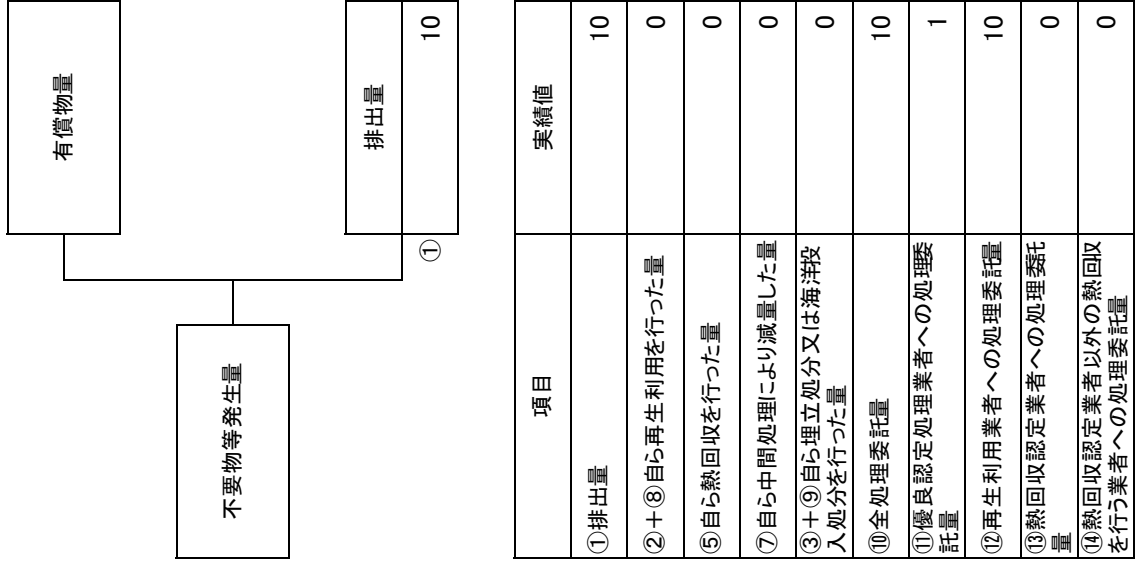 有償物量
不要物等発生量
排出量
① 10
項目 実績値
①排出量 10
②+⑧自ら再生利用を行った量 0
⑤自ら熱回収を行った量 0
⑦自ら中間処理により減量した量 0
③+⑨自ら埋立処分又は海洋投
入処分を行った量 0
⑩全処理委託量 10
⑪優良認定処理業者への処理委
託量 1
⑫再生利用業者への処理委託量 10
⑬熱回収認定業者への処理委託
量 0
⑭熱回収認定業者以外の熱回収
を行う業者への処理委託量 0